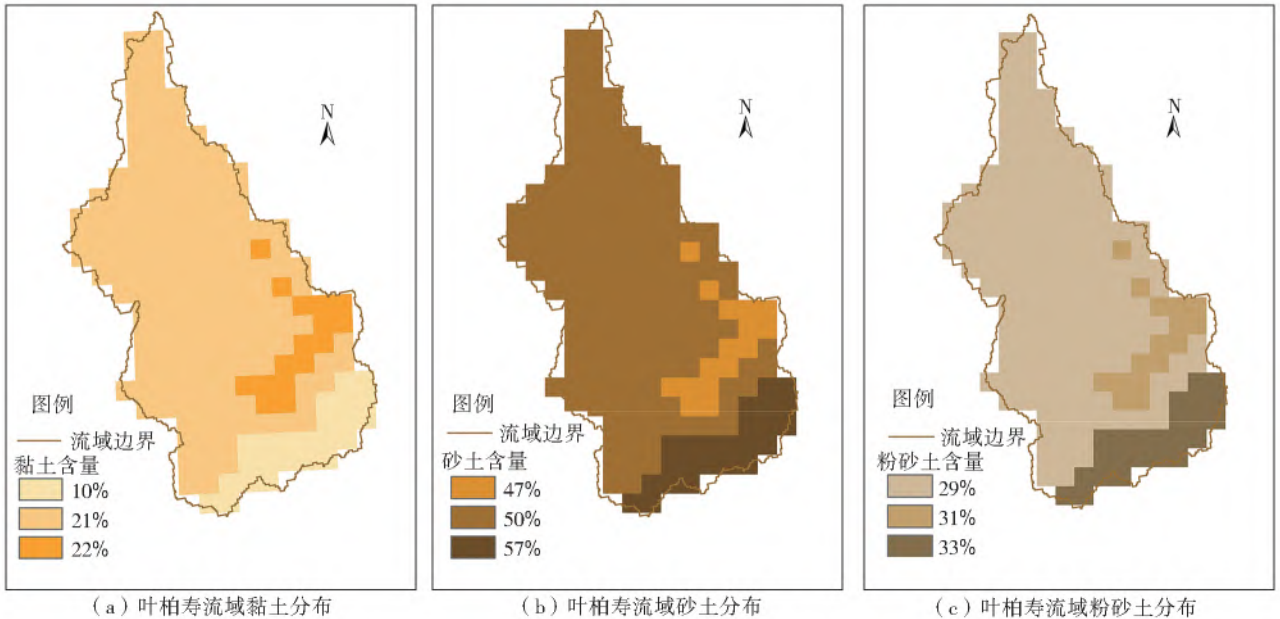 N
图例
流域边界
黏土含量
10%
21%
22%
(a)叶柏寿流域黏土分布
N
图例
流域边界
砂土含量
47%
50%
57%
(b)叶柏寿流域砂土分布
N
图例
流域边界
粉砂土含量
29%
31%
33%
(c)叶柏寿流域粉砂土分布